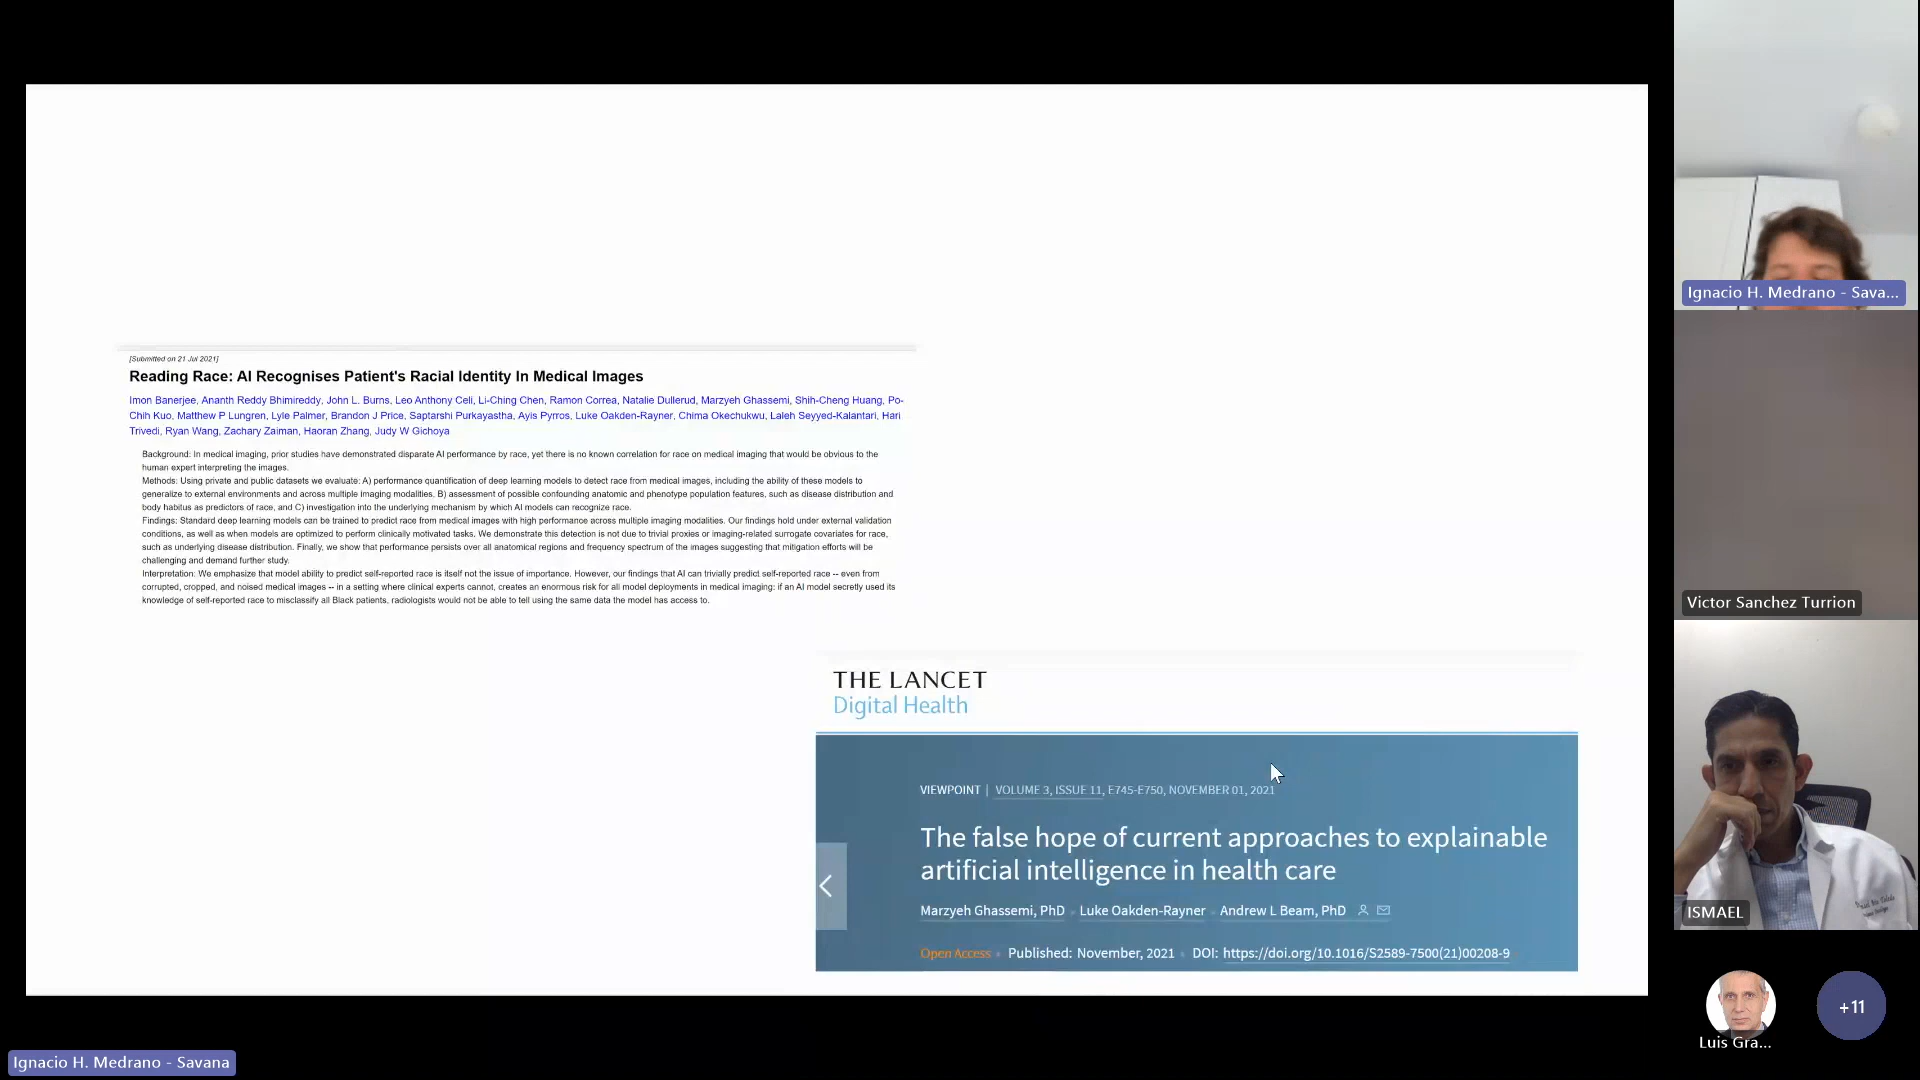 [Submitted on 21 Jul 2021]
Reading Race: AI Recognises Patient's Racial Identity In Medical Images
Imon Banerjee, Ananth Reddy Bhimireddy, John L. Burns, Leo Anthony Celi, Li-Ching Chen, Ramon Correa, Natalie Dullerud, Marzyeh Ghassemi, Shih-Cheng Huang, Po-
Chih Kuo, Matthew P Lungren, Lyle Palmer, Brandon J Price, Saptarshi Purkayastha, Ayis Pyrros, Luke Oakden-Rayner, Chima Okechukwu, Laleh Seyyed-Kalantari, Hari
Trivedi, Ryan Wang, Zachary Zaiman, Haoran Zhang, Judy W Gichoya
Background: In medical imaging, prior studies have demonstrated disparate AI performance by race, yet there is no known correlation for race on medical imaging that would be obvious to the
human expert interpreting the images.
Methods: Using private and public datasets we evaluate: A) performance quantification of deep learning models to detect race from medical images, including the ability of these models to
generalize to external environments and across multiple imaging modalities. B) assessment of possible confounding anatomic and phenotype population features, such as disease distribution and
body habitus as predictors of race, and C) investigation into the underlying mechanism by which AI models can recognize race.
Findings: Standard deep learning models can be trained to predict race from medical images with high performance across multiple imaging modalities. Our findings hold under external validation
conditions, as well as when models are optimized to perform clinically motivated tasks. We demonstrate this detection is not due to trivial proxies or imaging-related surrogate covariates for race,
such as underlying disease distribution. Finally, we show that performance persists over all anatomical regions and frequency spectrum of the images suggesting that mitigation efforts will be
challenging and demand further study.
Interpretation: We emphasize that model ability to predict self-reported race is itself not the issue of importance. However, our findings that AI can trivially predict self-reported race -- even from
corrupted, cropped, and noised medical images -- in a setting where clinical experts cannot, creates an enormous risk for all model deployments in medical imaging: if an AI model secretly used its
knowledge of self-reported race to misclassify all Black patients, radiologists would not be able to tell using the same data the model has access to.
THE LANCET
Digital Health
VIEWPOINT | VOLUME 3, ISSUE 11, E745-E750, NOVEMBER 01, 2021
The false hope of current approaches to explainable
artificial intelligence in health care
Marzyeh Ghassemi, PhD • Luke Oakden-Rayner • Andrew L Beam, PhD
Open Access • Published: November, 2021 • DOI: https://doi.org/10.1016/S2589-7500(21)00208-9
Ignacio H. Medrano - Sava...
Victor Sanchez Turrion
ISMAEL
Luis Gra...
+11
Ignacio H. Medrano - Savana